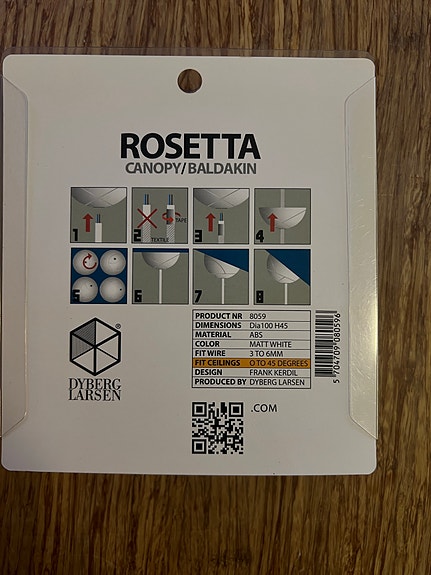 ROSETTA
CANOPY/BALDAKIN
1
2
TAPE
TEXTILE
3
4
5
6
7
8
PRODUCT NR 8059
DIMENSIONS Dia100 H45
MATERIAL ABS
COLOR MATT WHITE
FIT WIRE 3 TO 6MM
FIT CEILINGS O TO 45 DEGREES
DESIGN FRANK KERDIL
PRODUCED BY DYBERG LARSEN
5 704709 080596
®
DYBERG
LARSEN
.COM